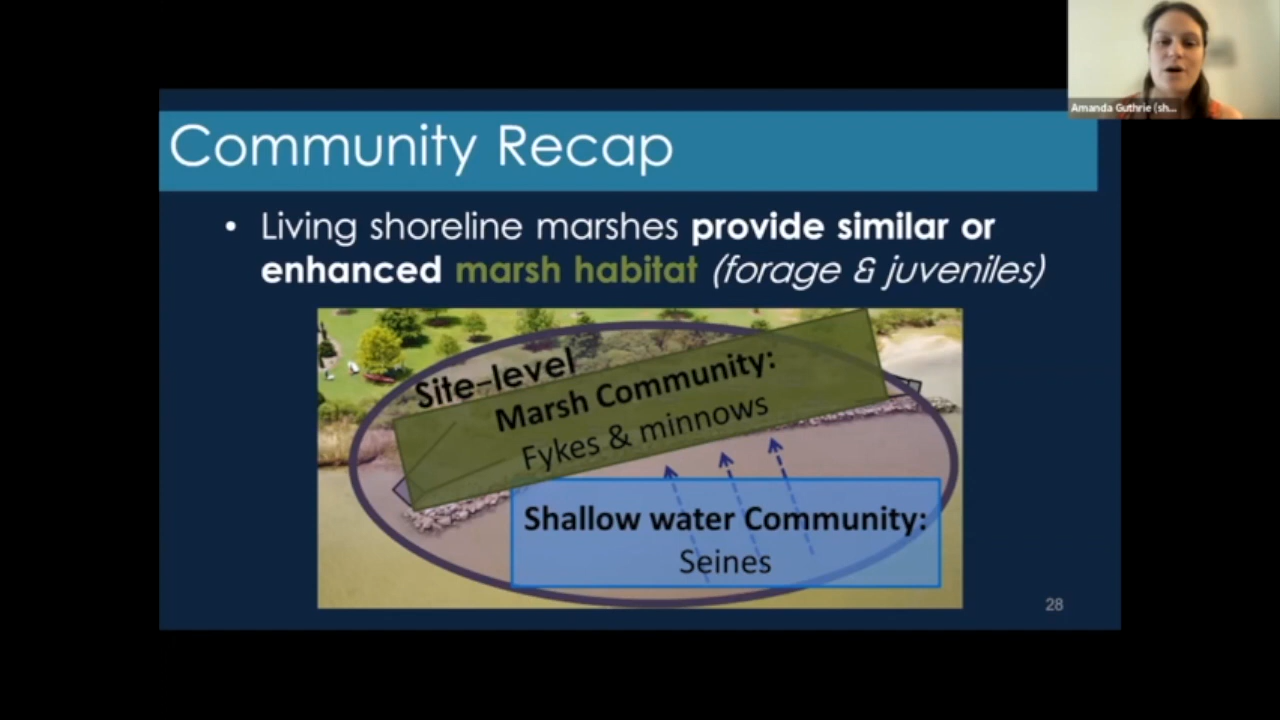 Amanda Guthrie (sh...
Community Recap
• Living shoreline marshes provide similar or
enhanced marsh habitat (forage & juveniles)
Site-level
Marsh Community:
Fykes & minnows
Shallow water Community:
Seines
28